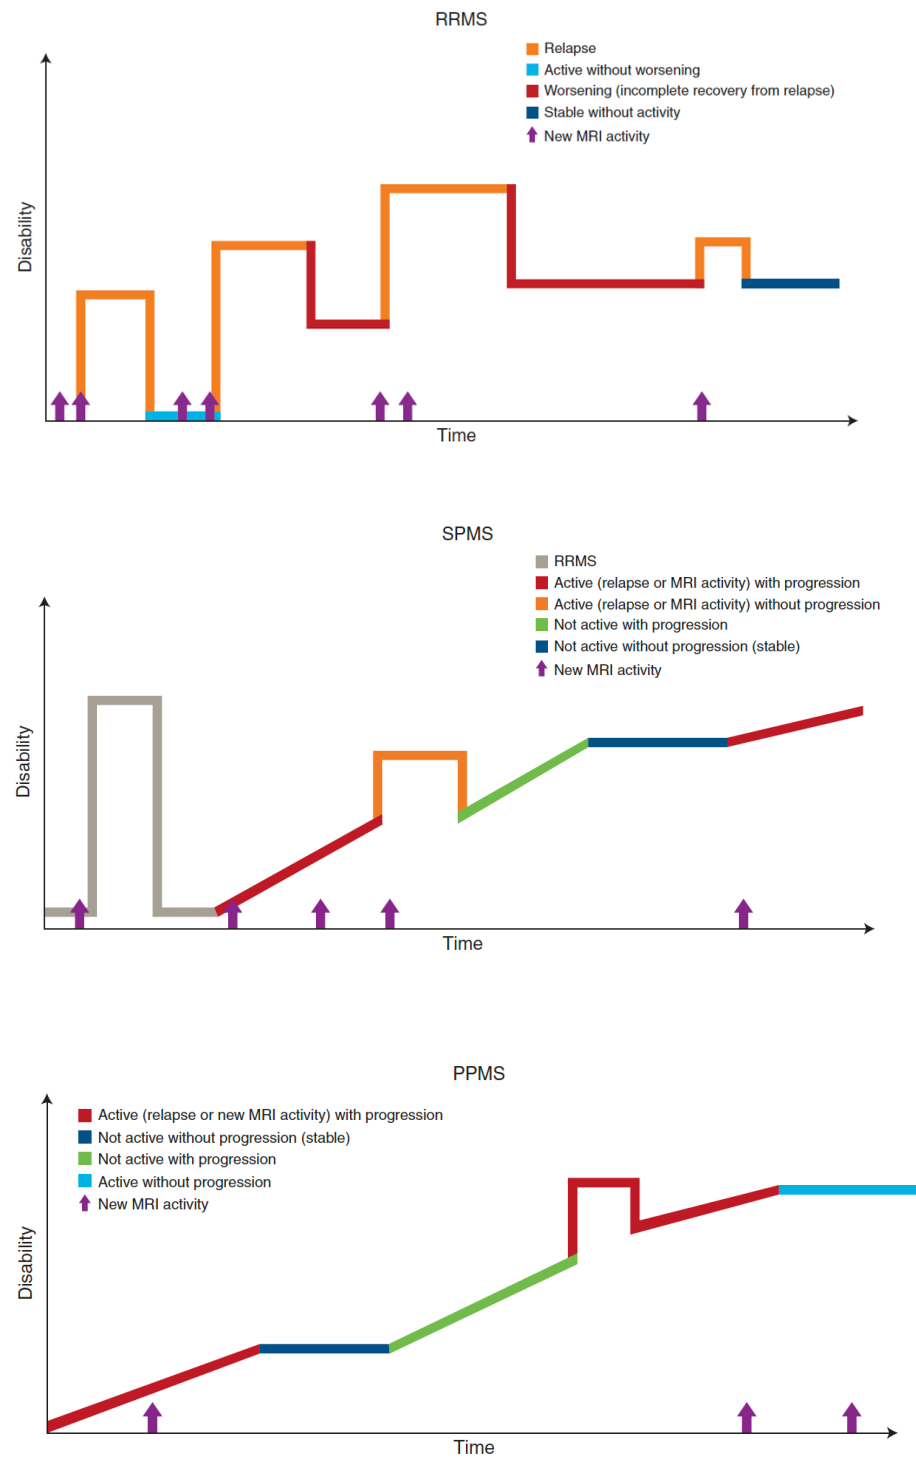 RRMS
Relapse
Active without worsening
Worsening (incomplete recovery from relapse)
Stable without activity
New MRI activity
Disability
Time
SPMS
RRMS
Active (relapse or MRI activity) with progression
Active (relapse or MRI activity) without progression
Not active with progression
Not active without progression (stable)
New MRI activity
Disability
Time
PPMS
Active (relapse or new MRI activity) with progression
Not active without progression (stable)
Not active with progression
Active without progression
New MRI activity
Disability
Time